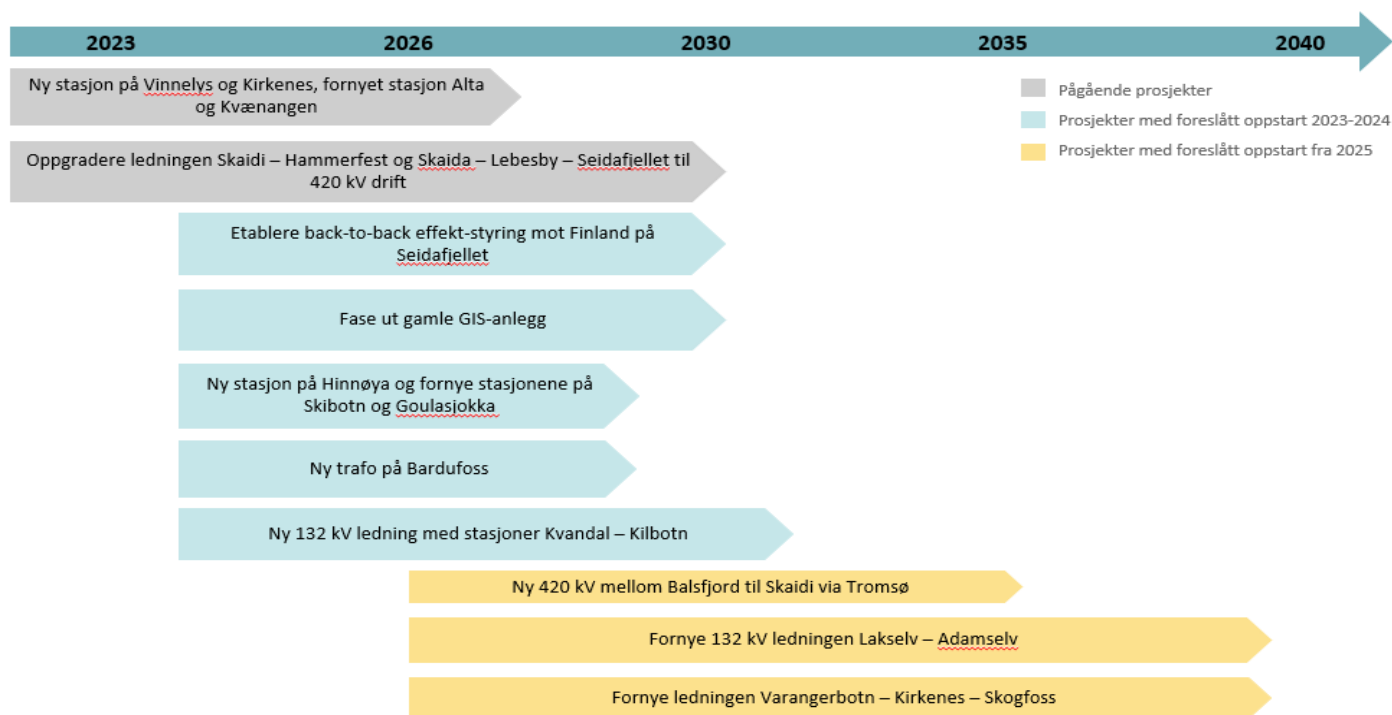 2023 2026 2030 2035 2040
Ny stasjon på Vinnelys og Kirkenes, fornyet stasjon Alta
og Kvænangen
Pågående prosjekter
Prosjekter med foreslått oppstart 2023-2024
Prosjekter med foreslått oppstart fra 2025
Oppgradere ledningen Skaidi – Hammerfest og Skaida – Lebesby – Seidafjellet til
420 kV drift
Etablere back-to-back effekt-styring mot Finland på
Seidafjellet
Fase ut gamle GIS-anlegg
Ny stasjon på Hinnøya og fornye stasjonene på
Skibotn og Goulasjokka
Ny trafo på Bardufoss
Ny 132 kV ledning med stasjoner Kvandal – Kilbotn
Ny 420 kV mellom Balsfjord til Skaidi via Tromsø
Fornye 132 kV ledningen Lakselv – Adamselv
Fornye ledningen Varangerbotn – Kirkenes – Skogfoss